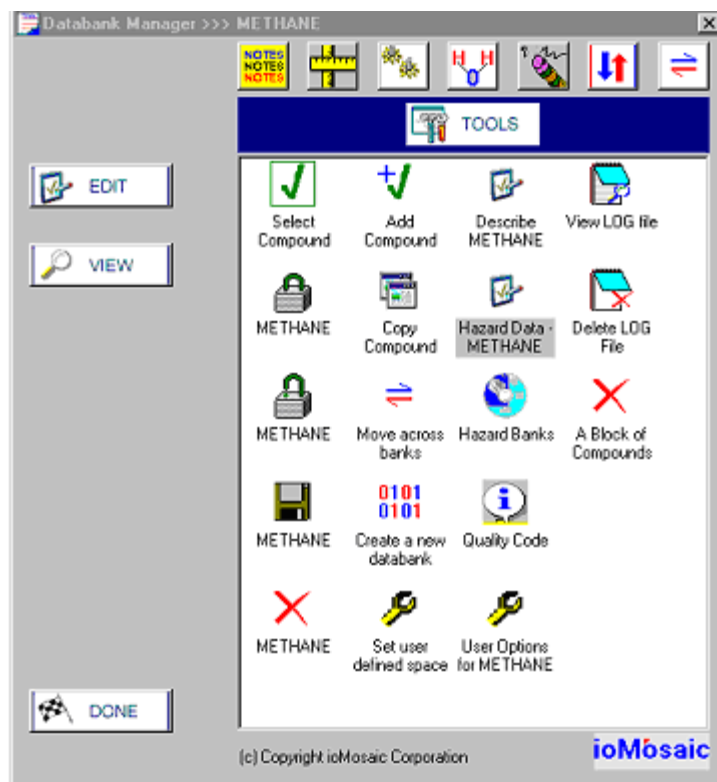 Databank Manager >>> METHANE
NOTES
NOTES
NOTES
H H
O
TOOLS
EDIT
VIEW
Select
Compound
Add
Compound
Describe
METHANE
View LOG file
METHANE
Copy
Compound
Hazard Data -
METHANE
Delete LOG
File
METHANE
Move across
banks
Hazard Banks
A Block of
Compounds
0101
0101
METHANE
Create a new
databank
Quality Code
METHANE
Set user
defined space
User Options
for METHANE
DONE
(c) Copyright ioMosaic Corporation
ioMosaic